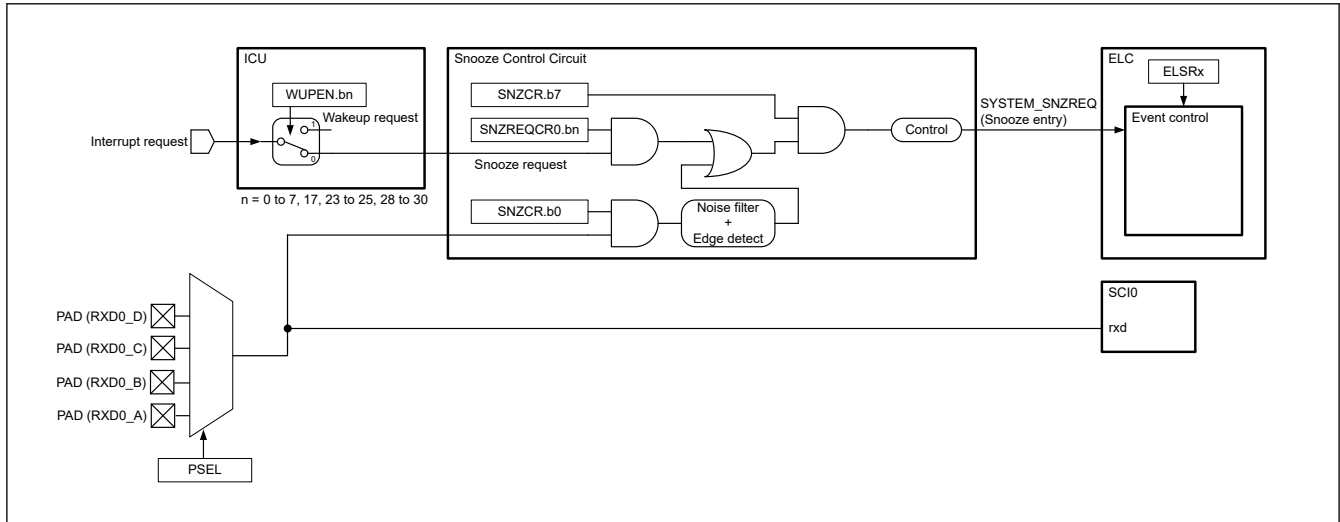 ICU
WUPEN.bn
1
Wakeup request
0
Interrupt request
n = 0 to 7, 17, 23 to 25, 28 to 30
Snooze Control Circuit
SNZCR.b7
SNZREQCR0.bn
Snooze request
SNZCR.b0
Noise filter
+
Edge detect
Control
SYSTEM_SNZREQ
(Snooze entry)
ELC
ELSRx
Event control
SCI0
rxd
PAD (RXD0_D)
PAD (RXD0_C)
PAD (RXD0_B)
PAD (RXD0_A)
PSEL